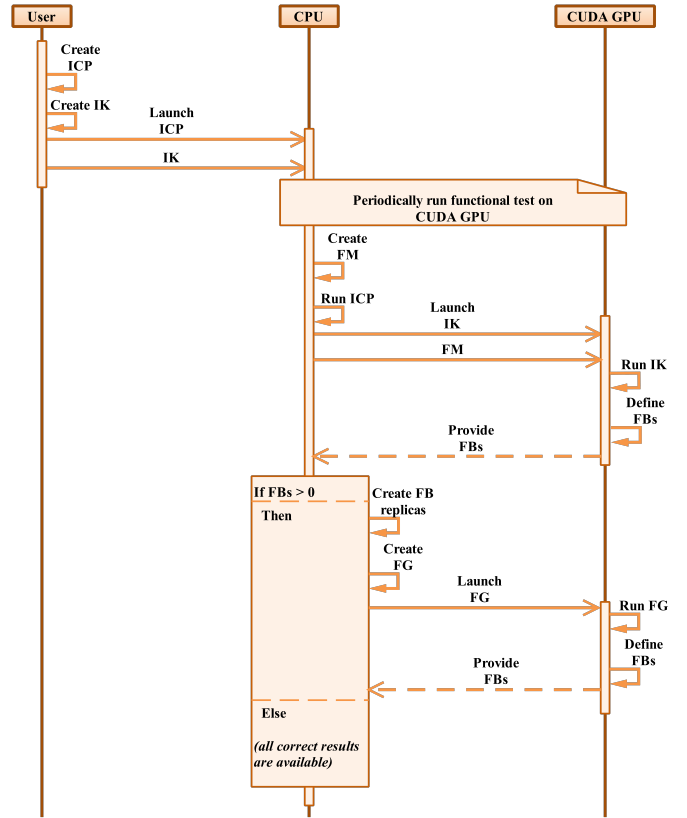 User
CPU
CUDA GPU
Create
ICP
Create IK
Launch
ICP
IK
Periodically run functional test on
CUDA GPU
Create
FM
Run ICP
Launch
IK
FM
Run IK
Define
FBs
Provide
FBs
If FBs > 0
Then
Create FB
replicas
Create
FG
Launch
FG
Run FG
Define
FBs
Provide
FBs
Else
(all correct results
are available)